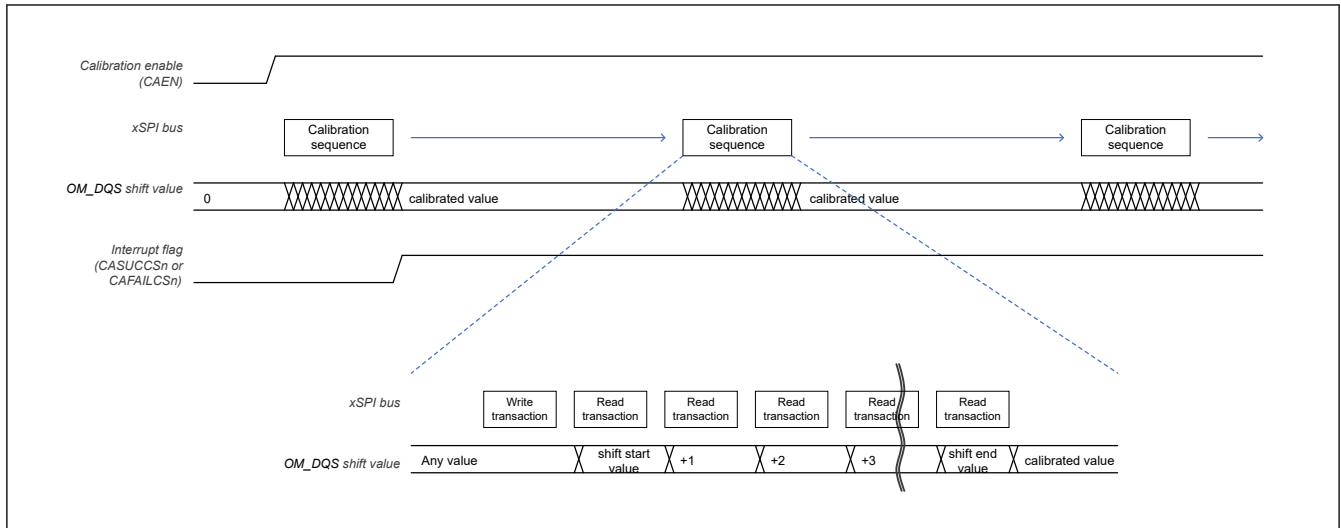 Calibration enable
(CAEN)
xSPI bus
Calibration
sequence
Calibration
sequence
Calibration
sequence
OM_DQS shift value
0
calibrated value
calibrated value
Interrupt flag
(CASUCCSn or
CAFAILCSn)
xSPI bus
Write
transaction
Read
transaction
Read
transaction
Read
transaction
Read
transaction
Read
transaction
OM_DQS shift value
Any value
shift start
value
+1
+2
+3
shift end
value
calibrated value